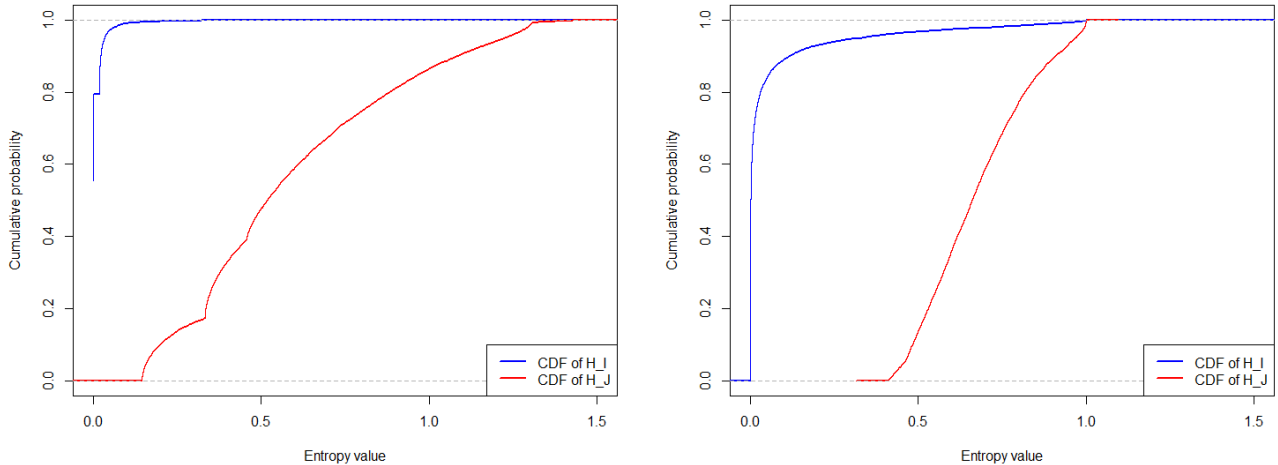 Cumulative probability
1.0
0.8
0.6
0.4
0.2
0.0
CDF of H_I
CDF of H_J
0.0 0.5 1.0 1.5
Entropy value
Cumulative probability
1.0
0.8
0.6
0.4
0.2
0.0
CDF of H_I
CDF of H_J
0.0 0.5 1.0 1.5
Entropy value